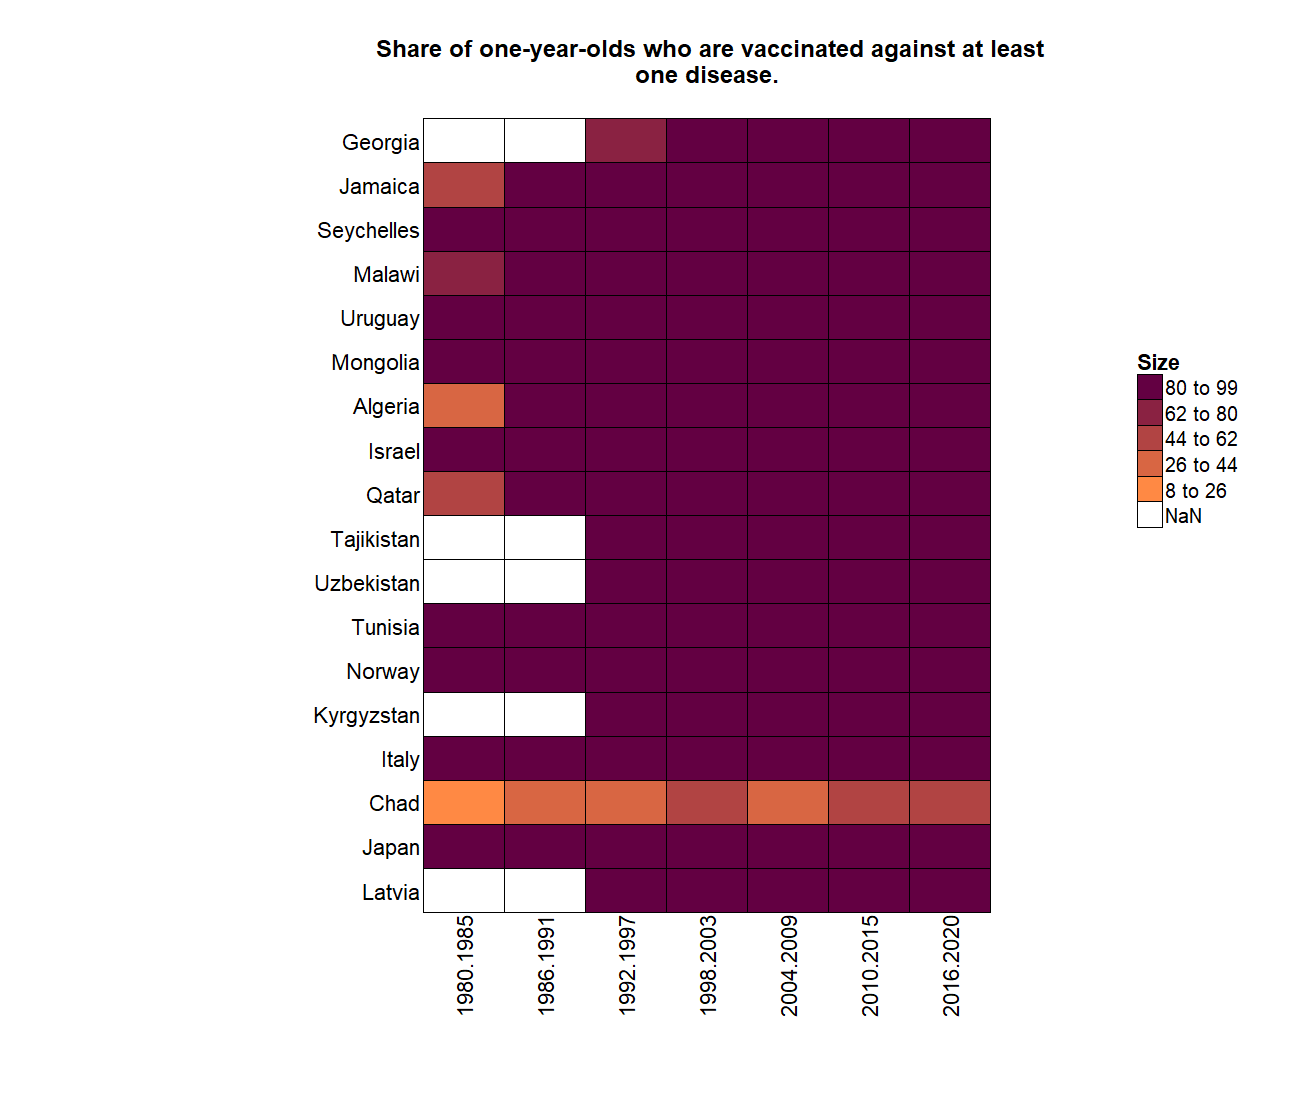 Share of one-year-olds who are vaccinated against at least
one disease.
Georgia
Jamaica
Seychelles
Malawi
Uruguay
Mongolia
Algeria
Israel
Qatar
Tajikistan
Uzbekistan
Tunisia
Norway
Kyrgyzstan
Italy
Chad
Japan
Latvia
1980.1985
1986.1991
1992.1997
1998.2003
2004.2009
2010.2015
2016.2020
Size
80 to 99
62 to 80
44 to 62
26 to 44
8 to 26
NaN